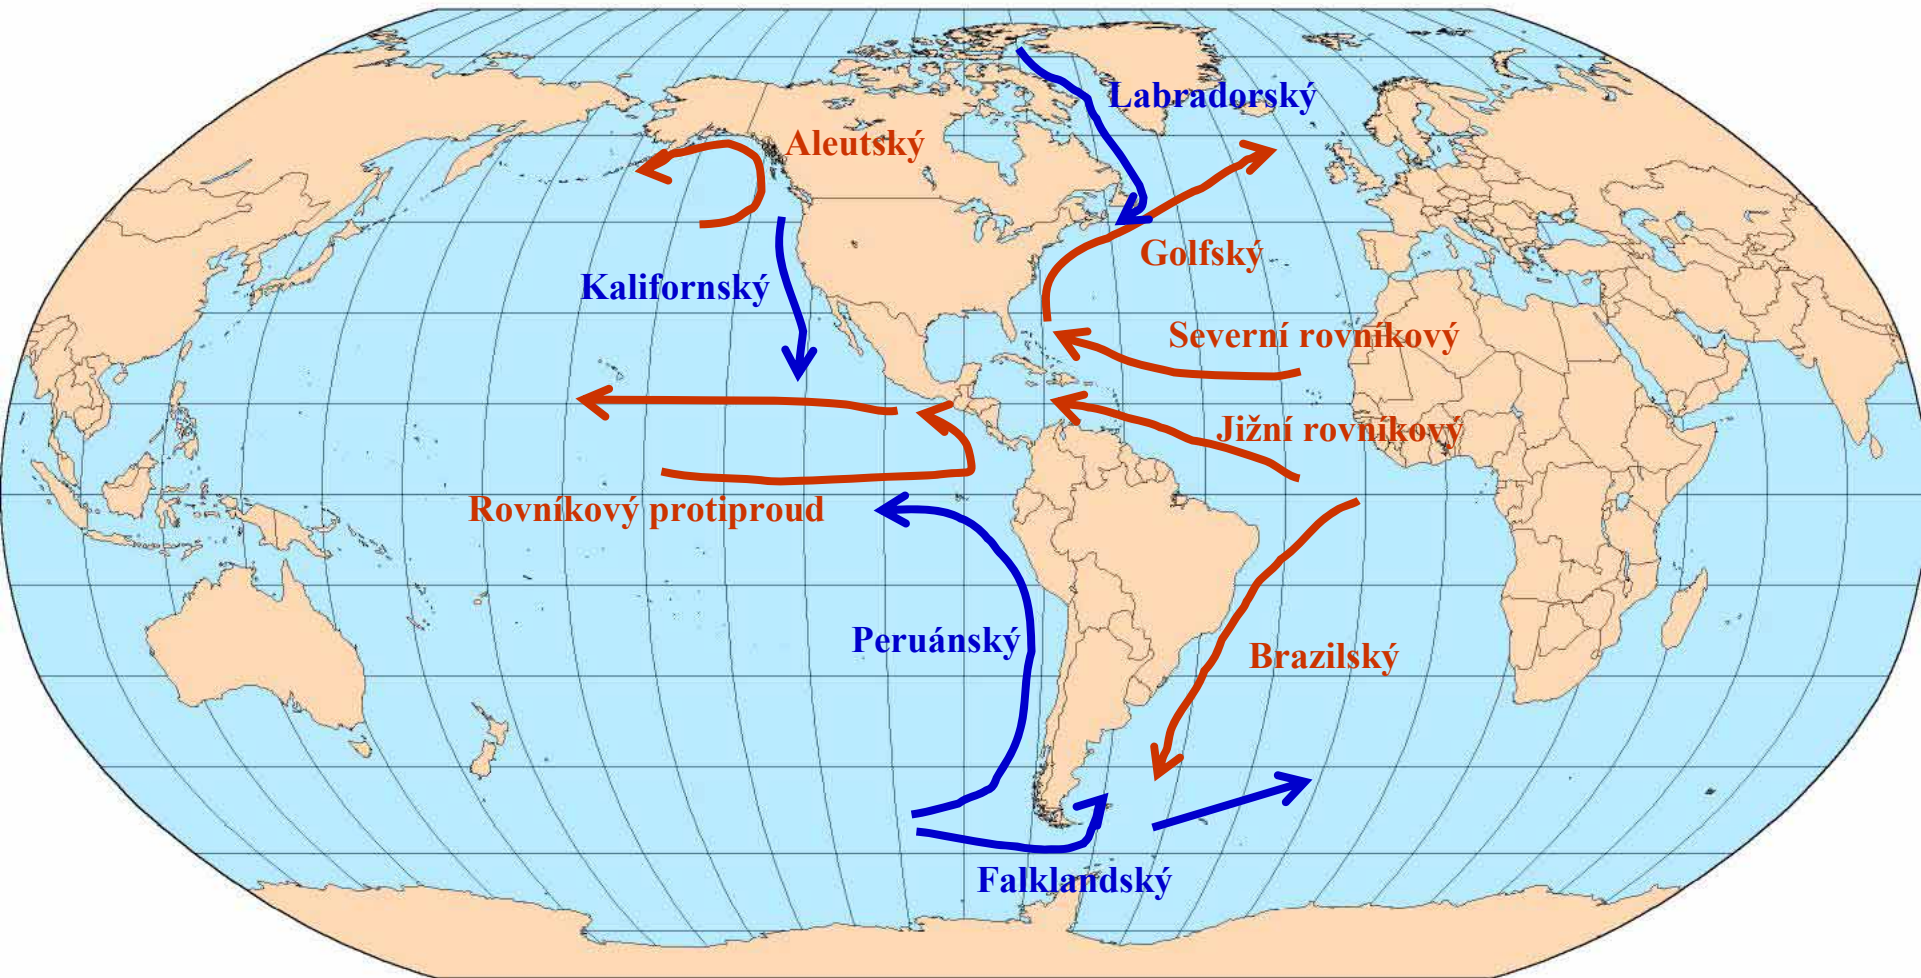 Labradorský
Aleutský
Golfský
Kalifornský
Severní rovníkový
Jižní rovníkový
Rovníkový protiproud
Peruánský
Brazilský
Falklandský